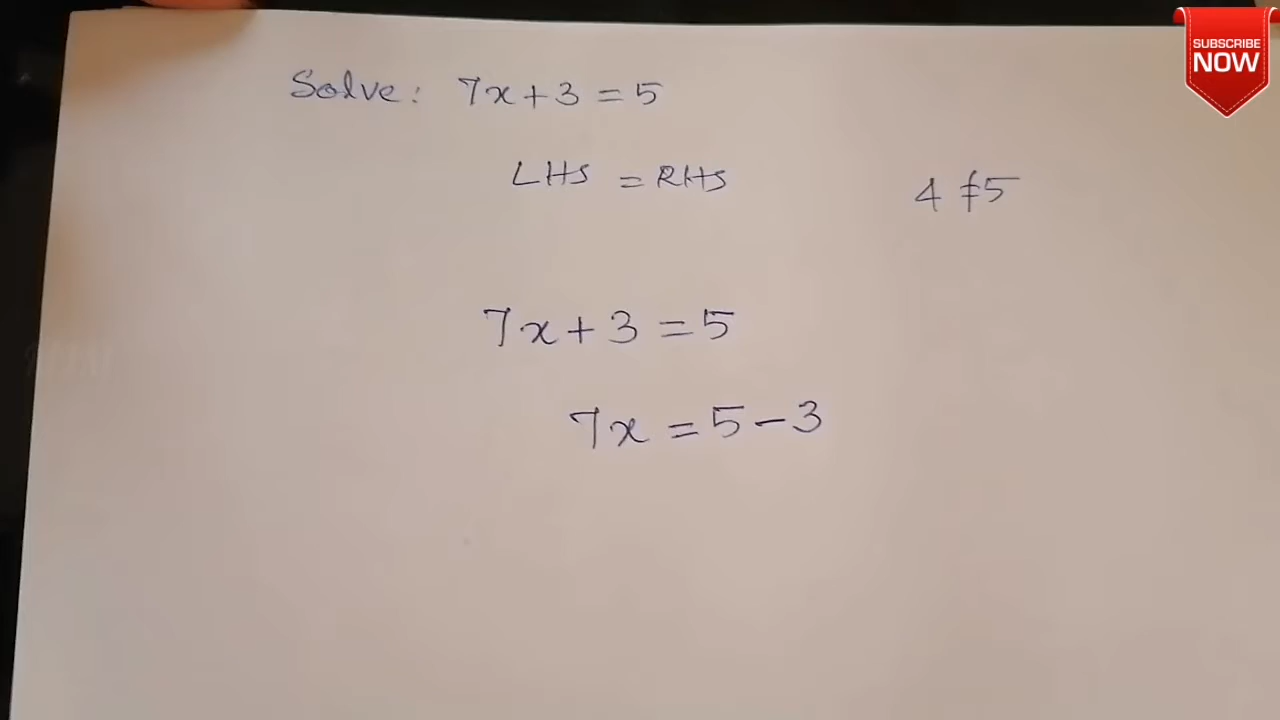 SUBSCRIBE
NOW
Solve: 7x+3=5
LHS = RHS
4 ≠ 5
7x+3=5
7x=5-3